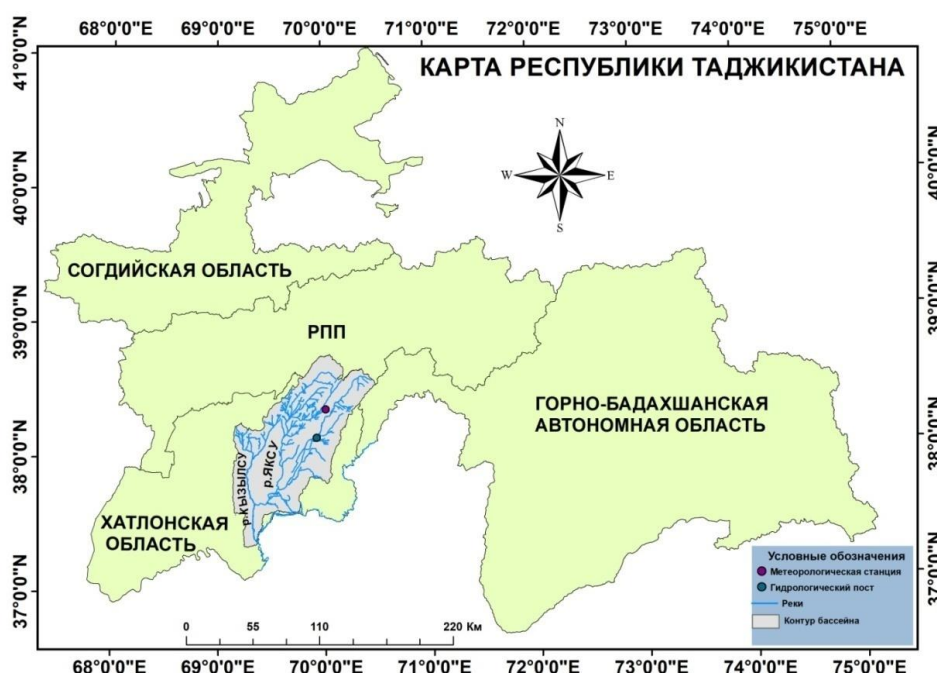 68°0'0"E 69°0'0"E 70°0'0"E 71°0'0"E 72°0'0"E 73°0'0"E 74°0'0"E 75°0'0"E
КАРТА РЕСПУБЛИКИ ТАДЖИКИСТАНА
41°0'0"N
40°0'0"N
39°0'0"N
38°0'0"N
37°0'0"N
N
W E
S
40°0'0"N
39°0'0"N
38°0'0"N
37°0'0"N
СОГДИЙСКАЯ ОБЛАСТЬ
РПП
ГОРНО-БАДАХШАНСКАЯ
АВТОНОМНАЯ ОБЛАСТЬ
р.КЫЗЫЛСУ
р.ЯКСУ
ХАТЛОНСКАЯ
ОБЛАСТЬ
Условные обозначения
Метеорологическая станция
Гидрологический пост
Реки
Контур бассейна
0 55 110 220 Км
68°0'0"E 69°0'0"E 70°0'0"E 71°0'0"E 72°0'0"E 73°0'0"E 74°0'0"E 75°0'0"E